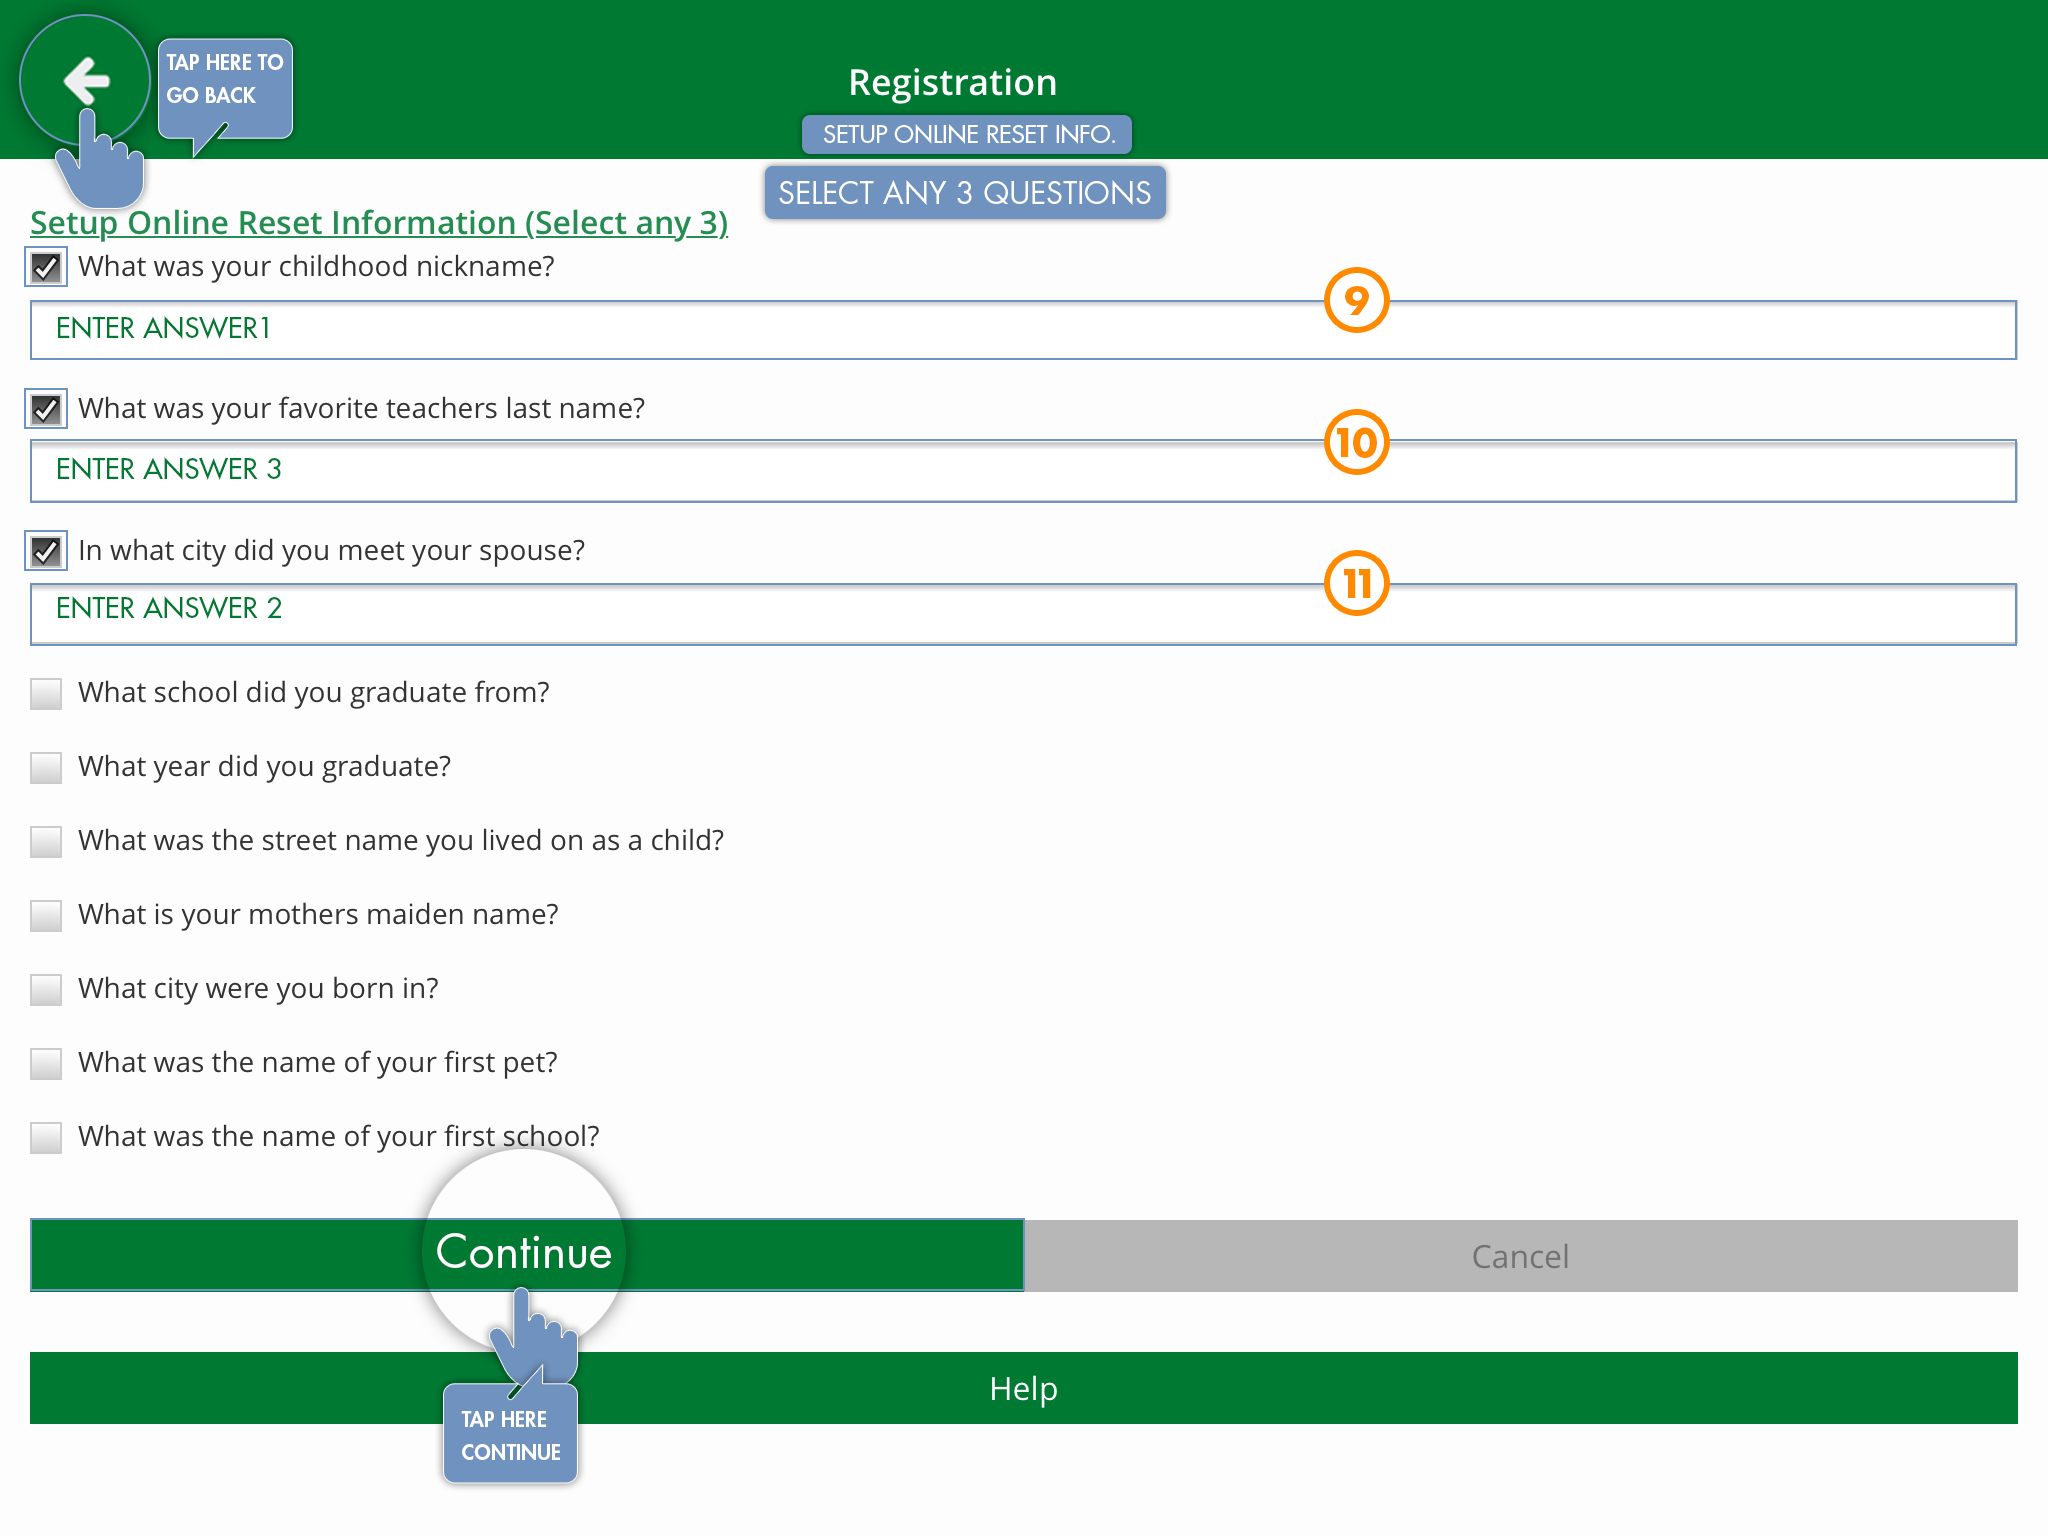 TAP HERE TO
GO BACK
Registration
SETUP ONLINE RESET INFO.
SELECT ANY 3 QUESTIONS
Setup Online Reset Information (Select any 3)
What was your childhood nickname?
9
ENTER ANSWER1
What was your favorite teachers last name?
10
ENTER ANSWER 3
In what city did you meet your spouse?
11
ENTER ANSWER 2
What school did you graduate from?
What year did you graduate?
What was the street name you lived on as a child?
What is your mothers maiden name?
What city were you born in?
What was the name of your first pet?
What was the name of your first school?
Continue
Cancel
Help
TAP HERE
CONTINUE